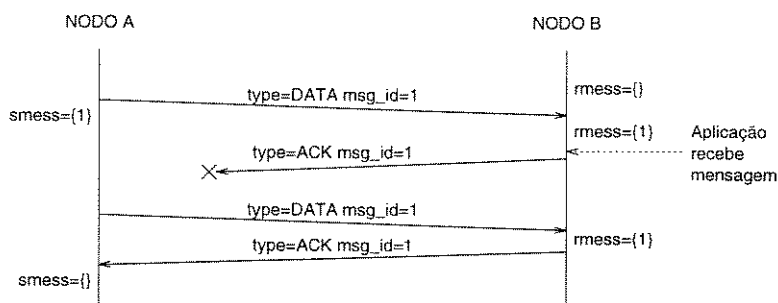 NODO A
NODO B
type=DATA msg_id=1
rmess={}
smess={1}
rmess={1}
Aplicação
type=ACK msg_id=1
recebe
mensagem
type=DATA msg_id=1
rmess={1}
type=ACK msg_id=1
smess={}